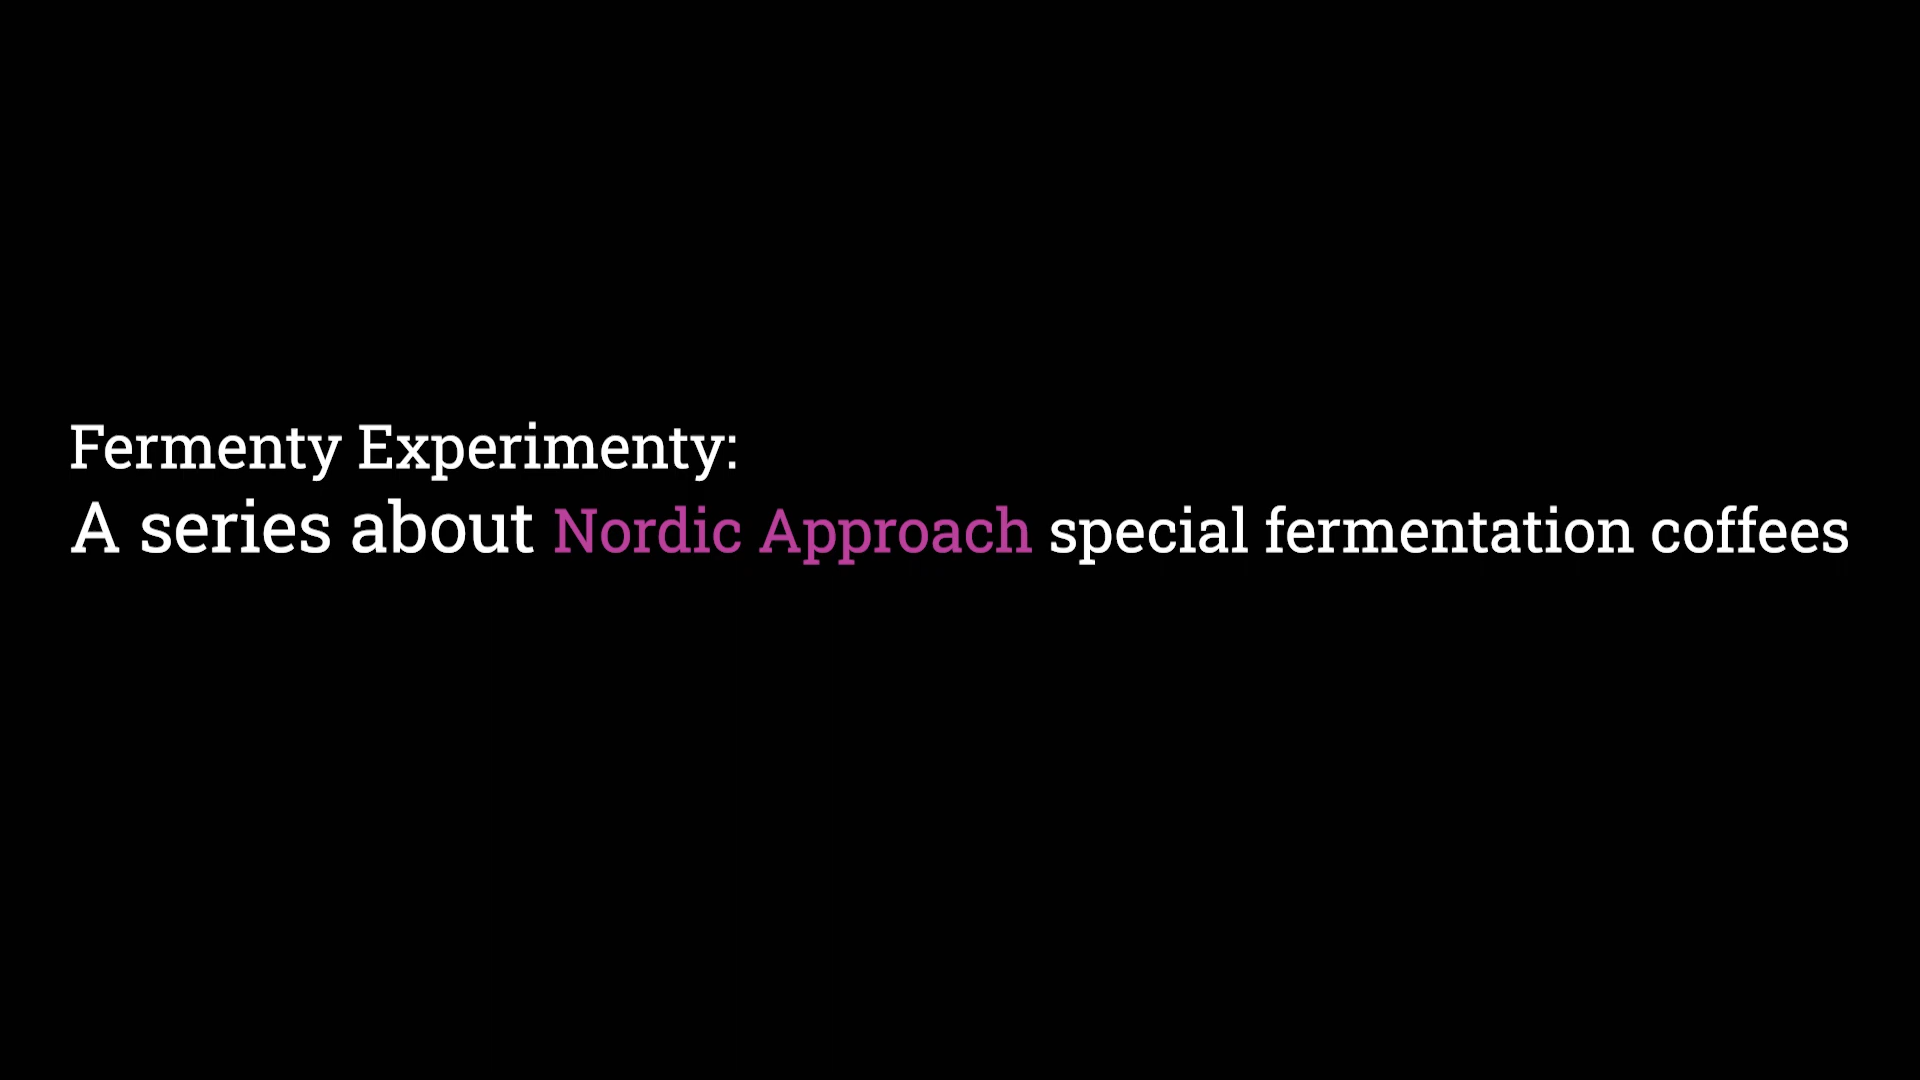 Fermenty Experimenty:
A series about Nordic Approach special fermentation coffees